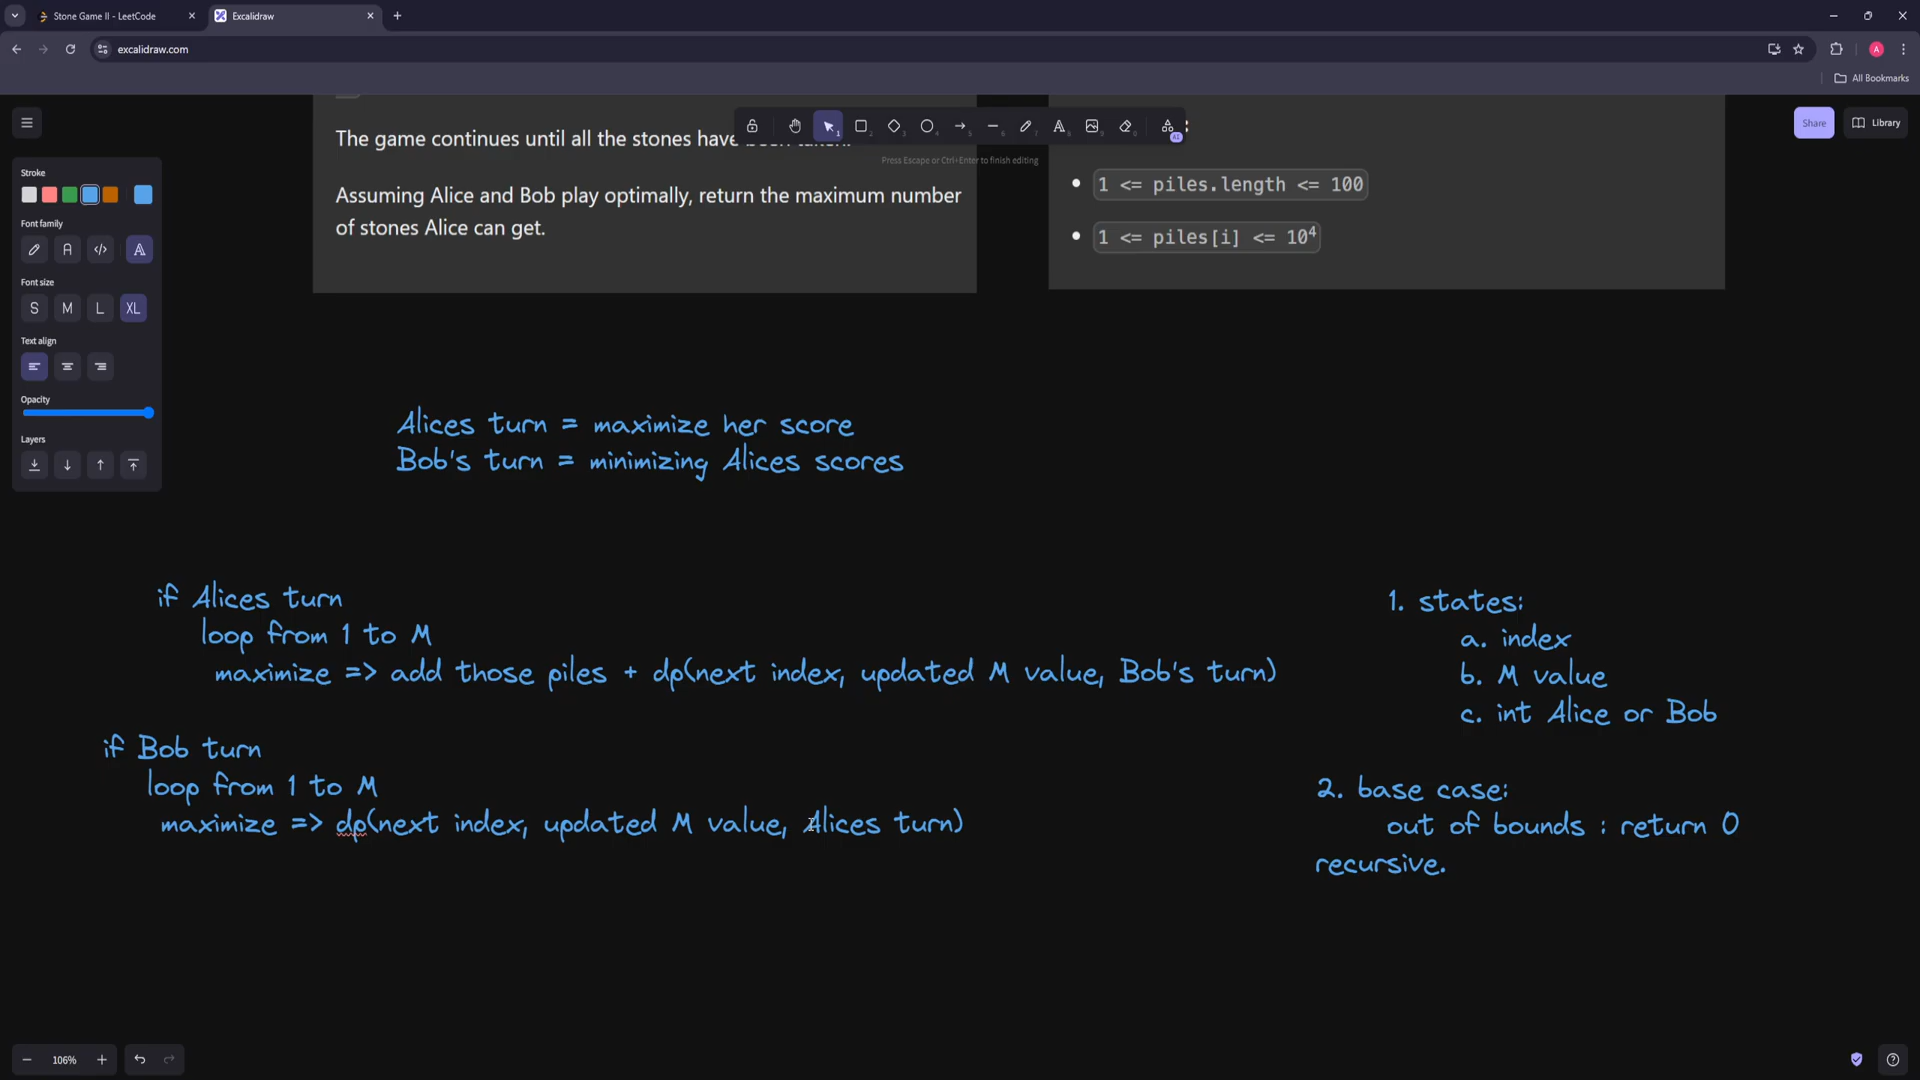 Stone Game II - LeetCode
Excalidraw
excalidraw.com
All Bookmarks
The game continues until all the stones have been taken.
Press Escape or Ctrl+Enter to finish editing
Share
Library
Stroke
Font family
Font size
S M L XL
Text align
Opacity
Layers
Assuming Alice and Bob play optimally, return the maximum number
of stones Alice can get.
1 <= piles.length <= 100
1 <= piles[i] <= 10⁴
Alices turn = maximize her score
Bob's turn = minimizing Alices scores
if Alices turn
loop from 1 to M
maximize => add those piles + dp(next index, updated M value, Bob's turn)
if Bob turn
loop from 1 to M
maximize => dp(next index, updated M value, Alices turn)
1. states:
a. index
b. M value
c. int Alice or Bob
2. base case:
out of bounds : return 0
recursive.
106%